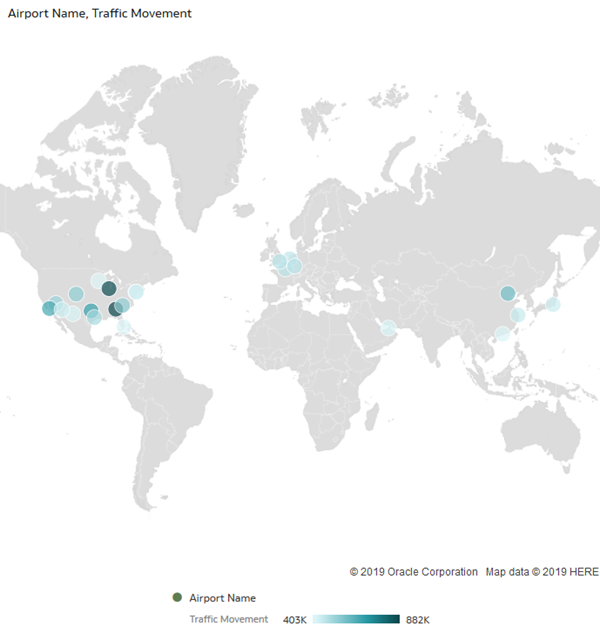 Airport Name, Traffic Movement
© 2019 Oracle Corporation Map data © 2019 HERE
Airport Name
Traffic Movement 403K 882K